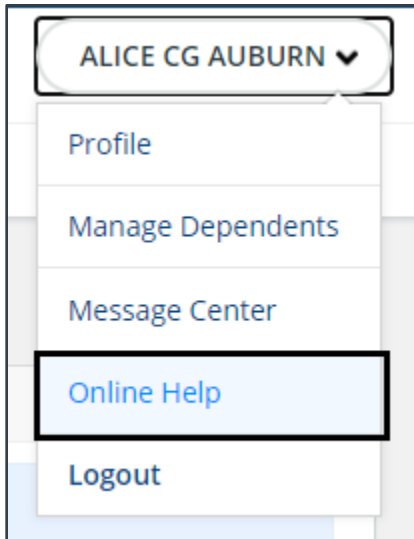 ALICE CG AUBURN
Profile
Manage Dependents
Message Center
Online Help
Logout